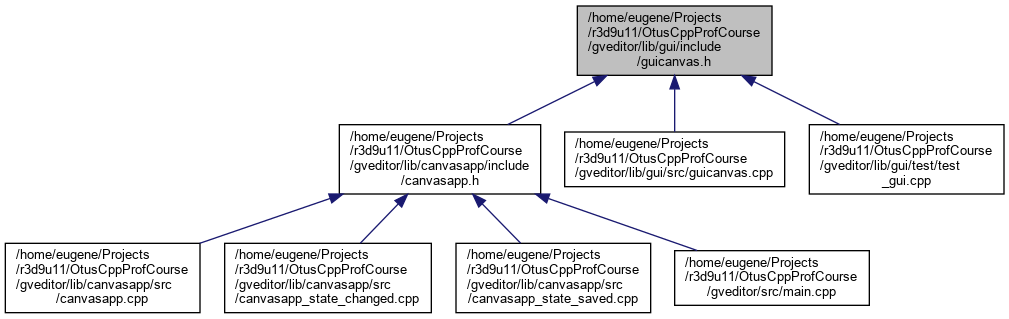 /home/eugene/Projects
/r3d9u11/OtusCppProfCourse
/gveditor/lib/gui/include
/guicanvas.h
/home/eugene/Projects
/r3d9u11/OtusCppProfCourse
/gveditor/lib/canvasapp/include
/canvasapp.h
/home/eugene/Projects
/r3d9u11/OtusCppProfCourse
/gveditor/lib/gui/src/guicanvas.cpp
/home/eugene/Projects
/r3d9u11/OtusCppProfCourse
/gveditor/lib/gui/test/test
_gui.cpp
/home/eugene/Projects
/r3d9u11/OtusCppProfCourse
/gveditor/lib/canvasapp/src
/canvasapp.cpp
/home/eugene/Projects
/r3d9u11/OtusCppProfCourse
/gveditor/lib/canvasapp/src
/canvasapp_state_changed.cpp
/home/eugene/Projects
/r3d9u11/OtusCppProfCourse
/gveditor/lib/canvasapp/src
/canvasapp_state_saved.cpp
/home/eugene/Projects
/r3d9u11/OtusCppProfCourse
/gveditor/src/main.cpp